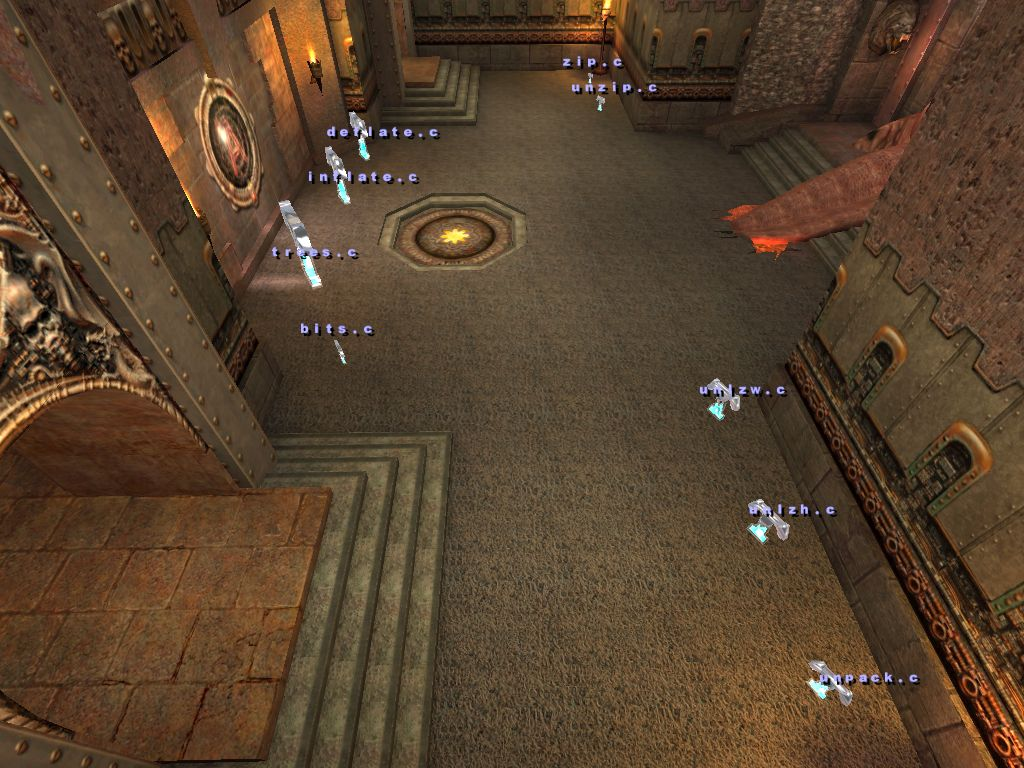 zip.c
unzip.c
deflate.c
inflate.c
trees.c
bits.c
unlzw.c
unlzh.c
unpack.c